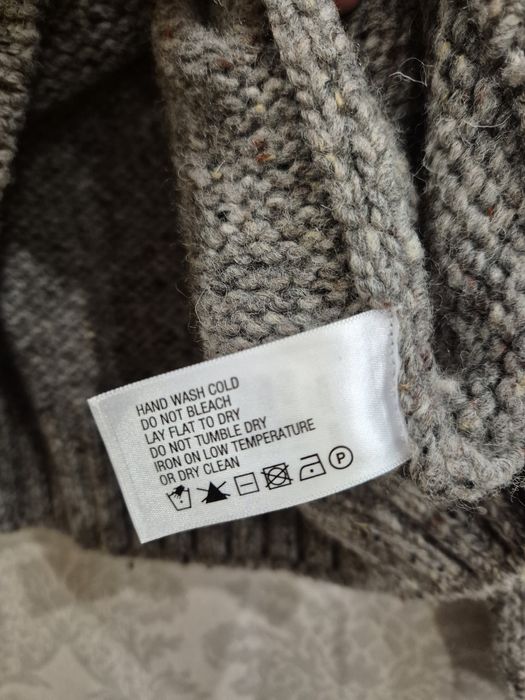 HAND WASH COLD
DO NOT BLEACH
LAY FLAT TO DRY
DO NOT TUMBLE DRY
IRON ON LOW TEMPERATURE
OR DRY CLEAN
P